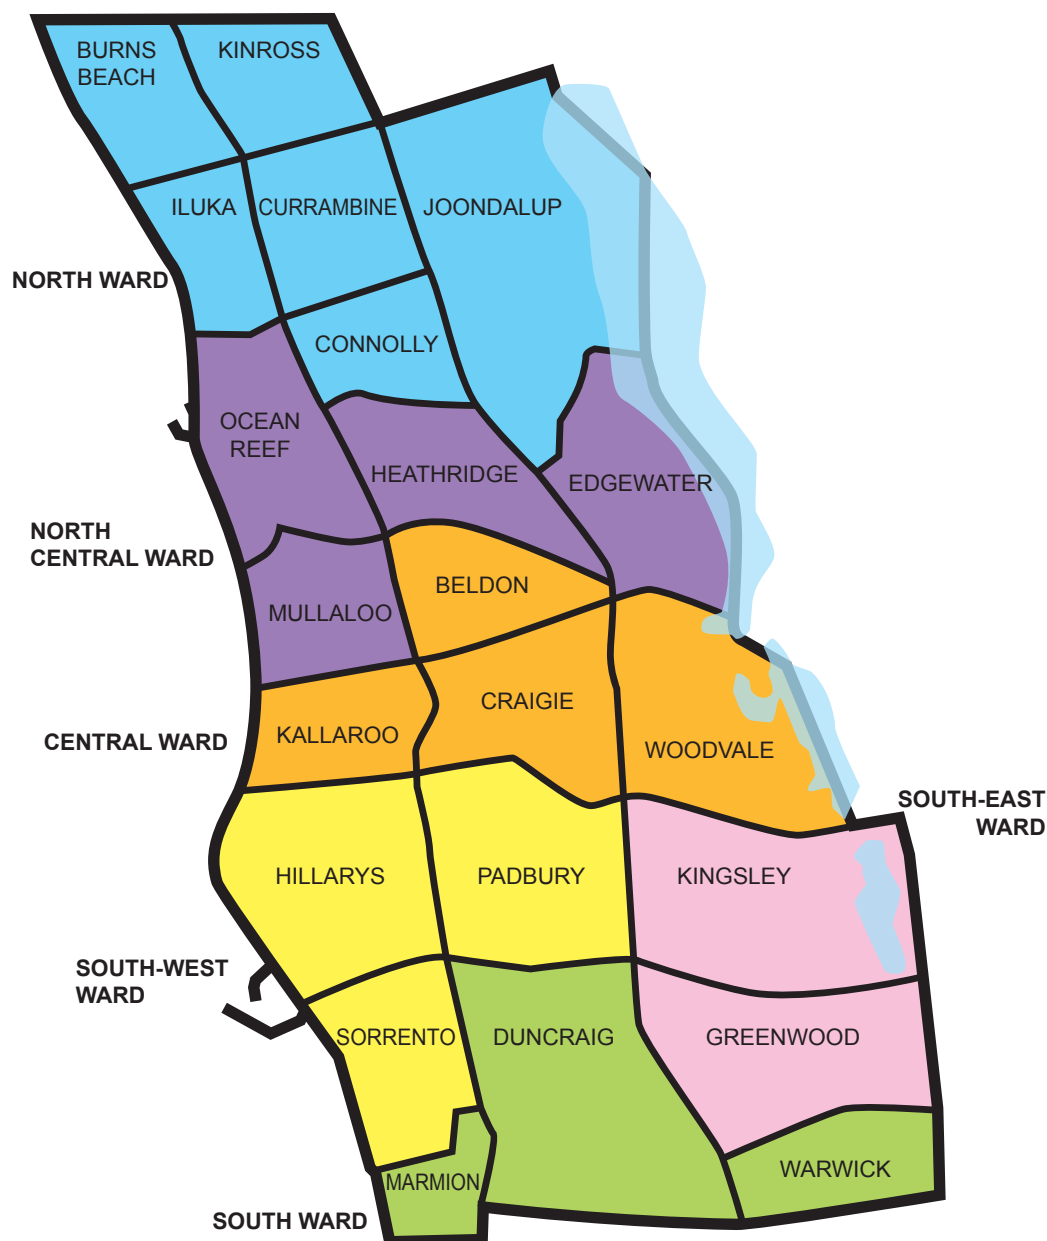 BURNS
BEACH
KINROSS
ILUKA
CURRAMBINE
JOONDALUP
NORTH WARD
CONNOLLY
OCEAN
REEF
HEATHRIDGE
EDGEWATER
NORTH
CENTRAL WARD
BELDON
MULLALOO
CRAIGIE
KALLAROO
CENTRAL WARD
WOODVALE
SOUTH-EAST
WARD
HILLARYS
PADBURY
KINGSLEY
SOUTH-WEST
WARD
SORRENTO
DUNCRAIG
GREENWOOD
WARWICK
MARMION
SOUTH WARD